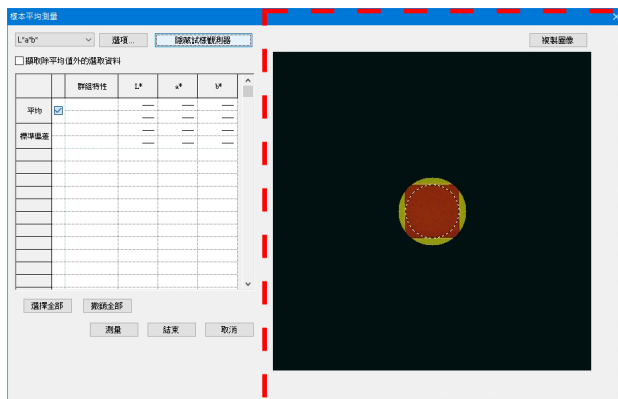 樣本平均測量
L*a*b* 選項... 隱藏試樣觀測器 複製圖像
擷取除平均值外的選取資料
群組特性 L* a* b*
平均
標準偏差
選擇全部 撤銷全部
測量 結束 取消